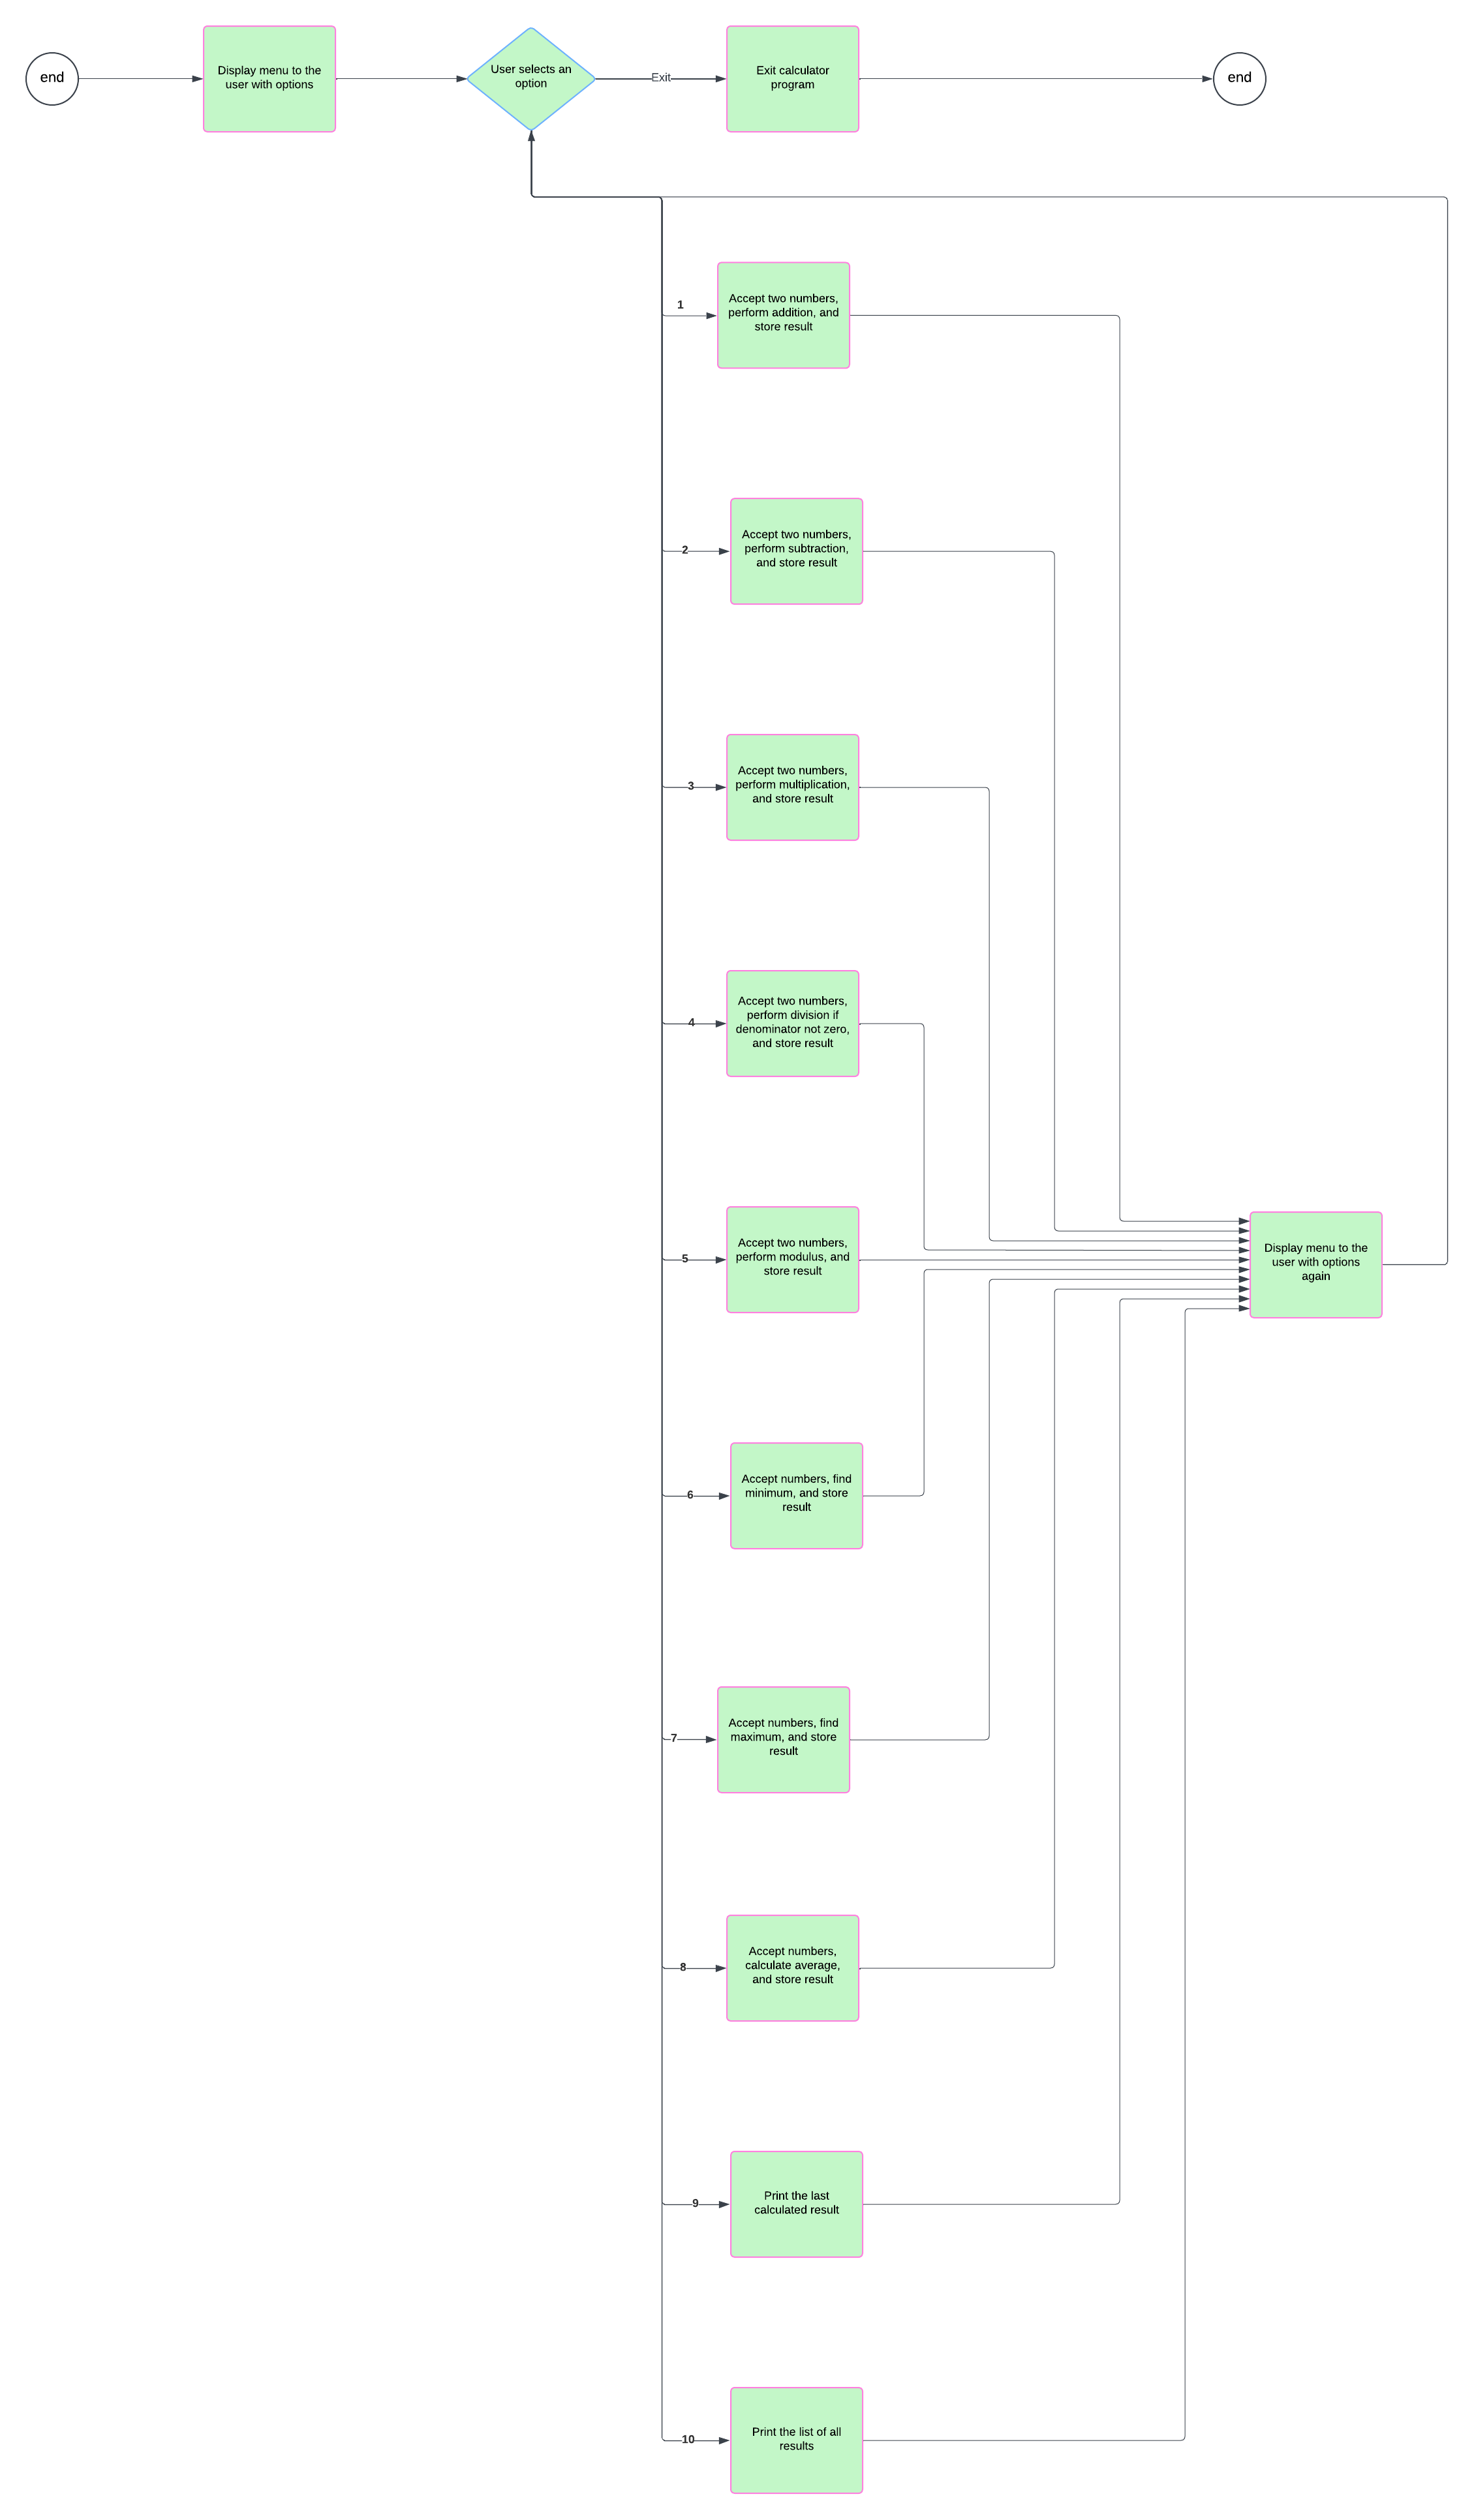 end
Display menu to the
user with options
User selects an
option
Exit
Exit calculator
program
end
1
Accept two numbers,
perform addition, and
store result
2
Accept two numbers,
perform subtraction,
and store result
3
Accept two numbers,
perform multiplication,
and store result
4
Accept two numbers,
perform division if
denominator not zero,
and store result
5
Accept two numbers,
perform modulus, and
store result
Display menu to the
user with options
again
6
Accept numbers, find
minimum, and store
result
7
Accept numbers, find
maximum, and store
result
8
Accept numbers,
calculate average,
and store result
9
Print the last
calculated result
10
Print the list of all
results